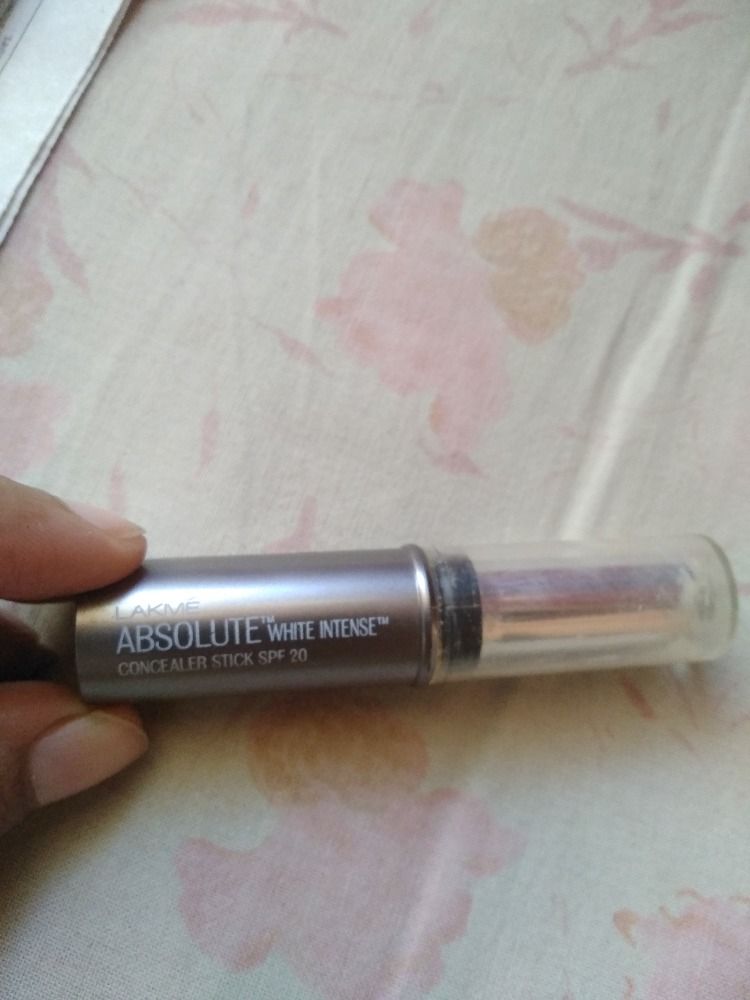 LAKMÉ
ABSOLUTE™ WHITE INTENSE™
CONCEALER STICK SPF 20